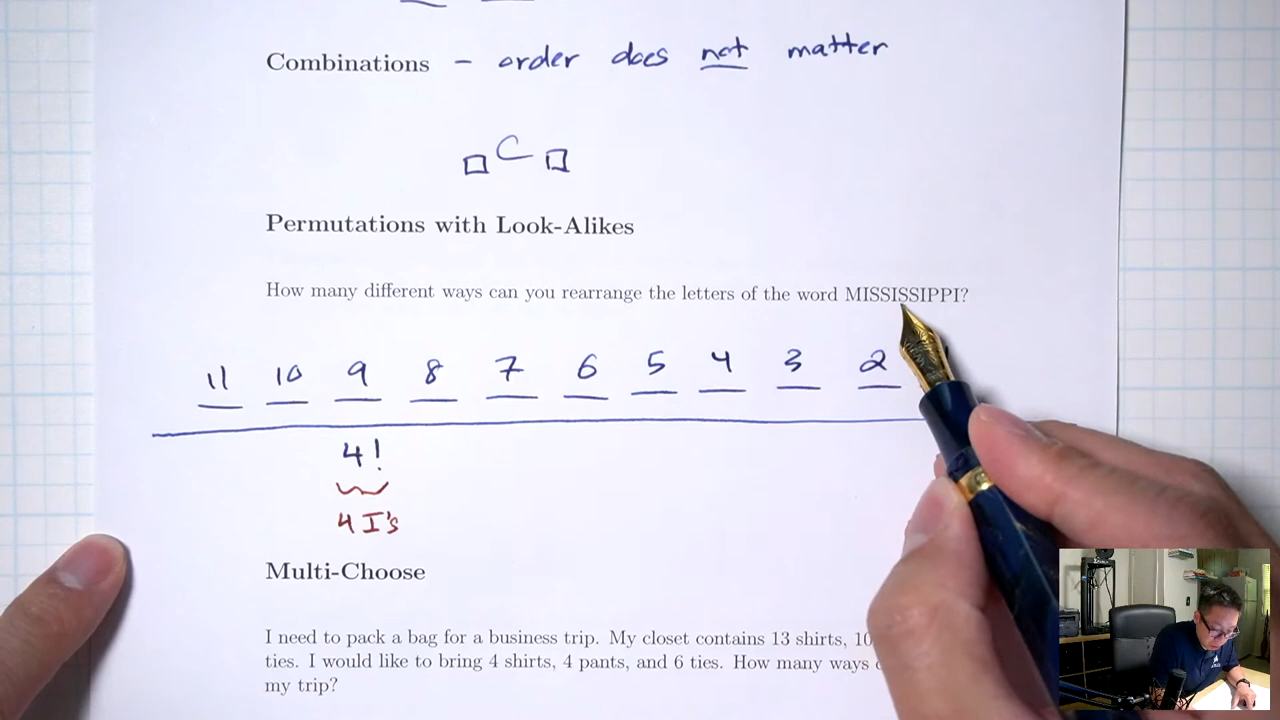 Combinations - order does not matter
□ C □
Permutations with Look-Alikes
How many different ways can you rearrange the letters of the word MISSISSIPPI?
11 10 9 8 7 6 5 4 3 2
4!
4 I's
Multi-Choose
I need to pack a bag for a business trip. My closet contains 13 shirts, 10
ties. I would like to bring 4 shirts, 4 pants, and 6 ties. How many ways
my trip?